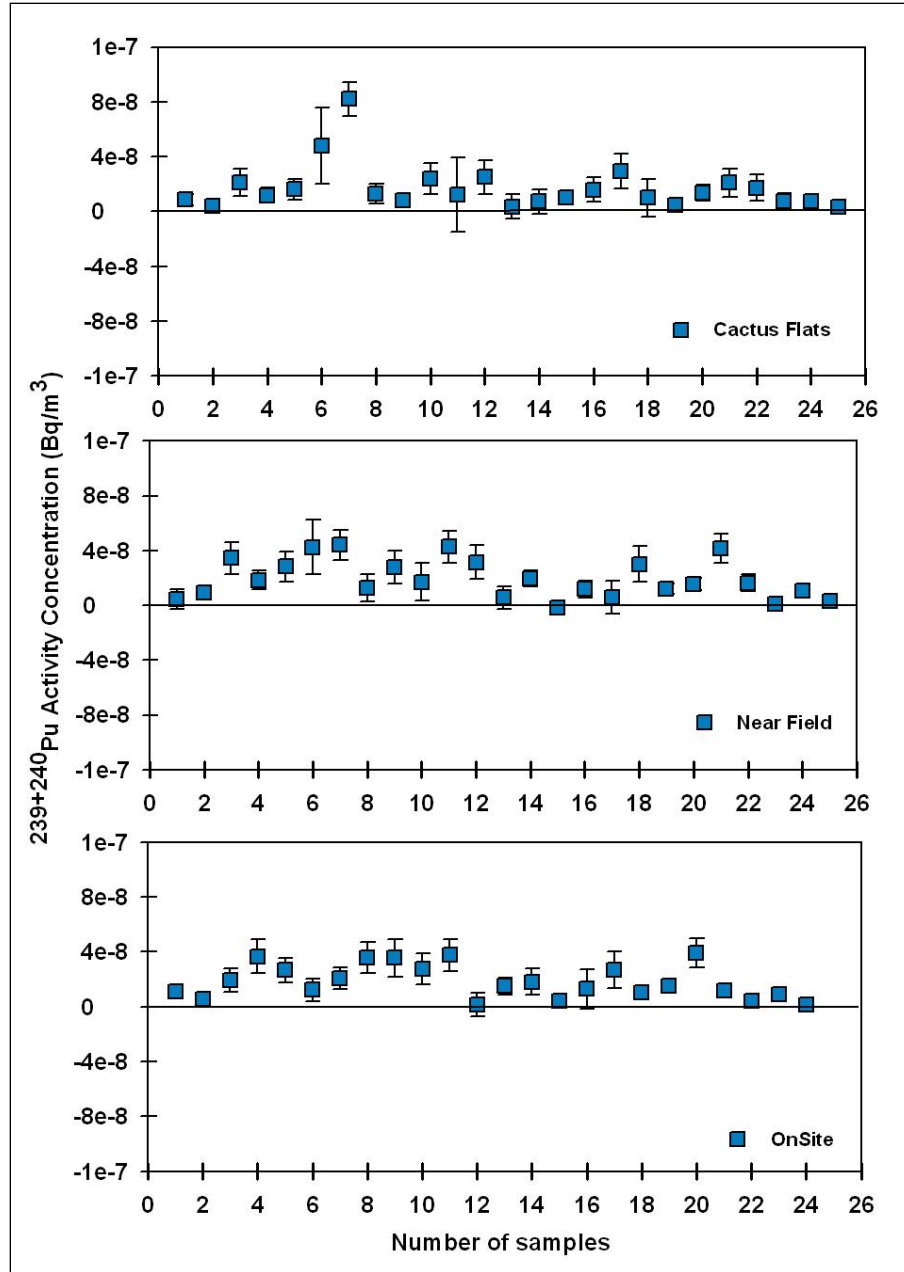 1e-7
8e-8
4e-8
0
-4e-8
-8e-8
-1e-7
Cactus Flats
0 2 4 6 8 10 12 14 16 18 20 22 24 26
239+240Pu Activity Concentration (Bq/m3)
1e-7
8e-8
4e-8
0
-4e-8
-8e-8
-1e-7
Near Field
0 2 4 6 8 10 12 14 16 18 20 22 24 26
1e-7
8e-8
4e-8
0
-4e-8
-8e-8
-1e-7
OnSite
0 2 4 6 8 10 12 14 16 18 20 22 24 26
Number of samples